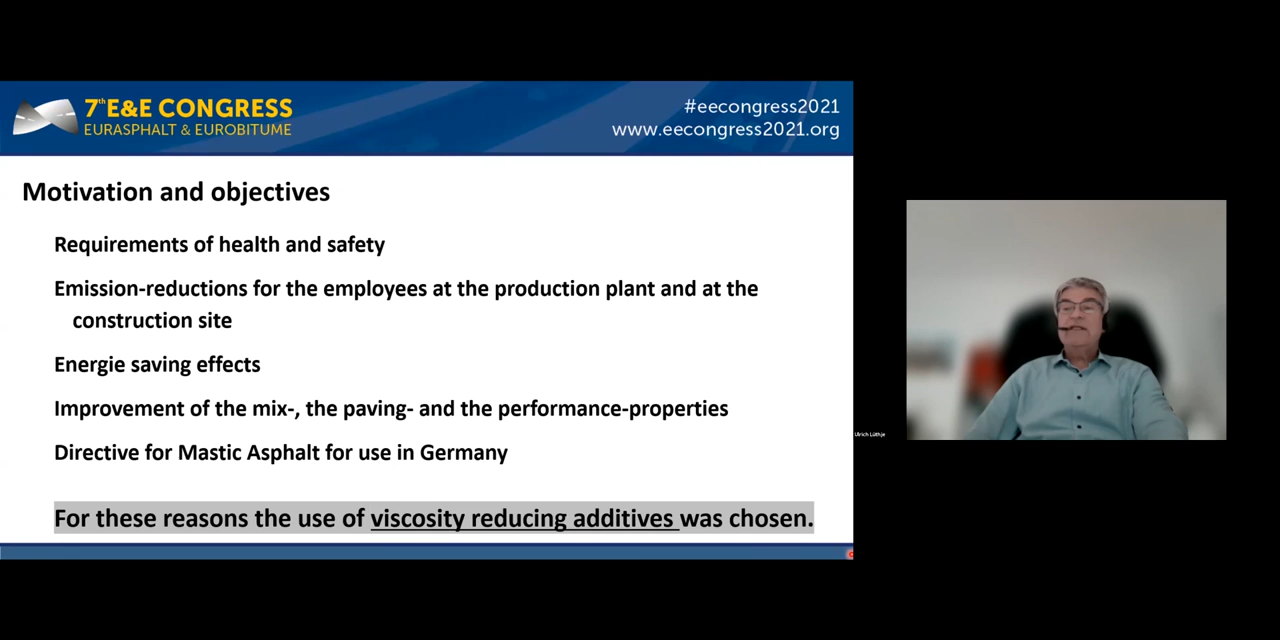 7th E&E CONGRESS
EURASPHALT & EUROBITUME
#eecongress2021
www.eecongress2021.org
Motivation and objectives
Requirements of health and safety
Emission-reductions for the employees at the production plant and at the
construction site
Energie saving effects
Improvement of the mix-, the paving- and the performance-properties
Directive for Mastic Asphalt for use in Germany
For these reasons the use of viscosity reducing additives was chosen.
Ulrich Lüthje